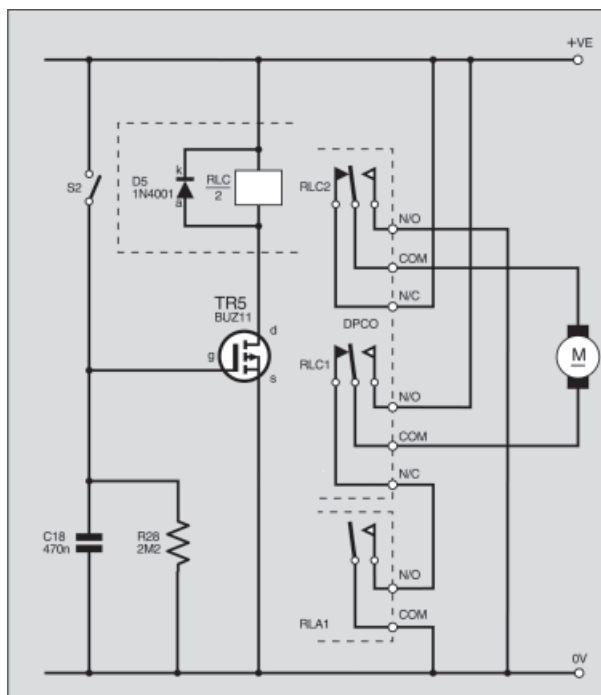 +VE
S2
k
D5
1N4001
a
RLC
2
RLC2
N/O
COM
N/C
DPCO
TR5
BUZ11
d
g
s
M
RLC1
N/O
COM
N/C
C18
470n
R28
2M2
N/O
COM
RLA1
0V